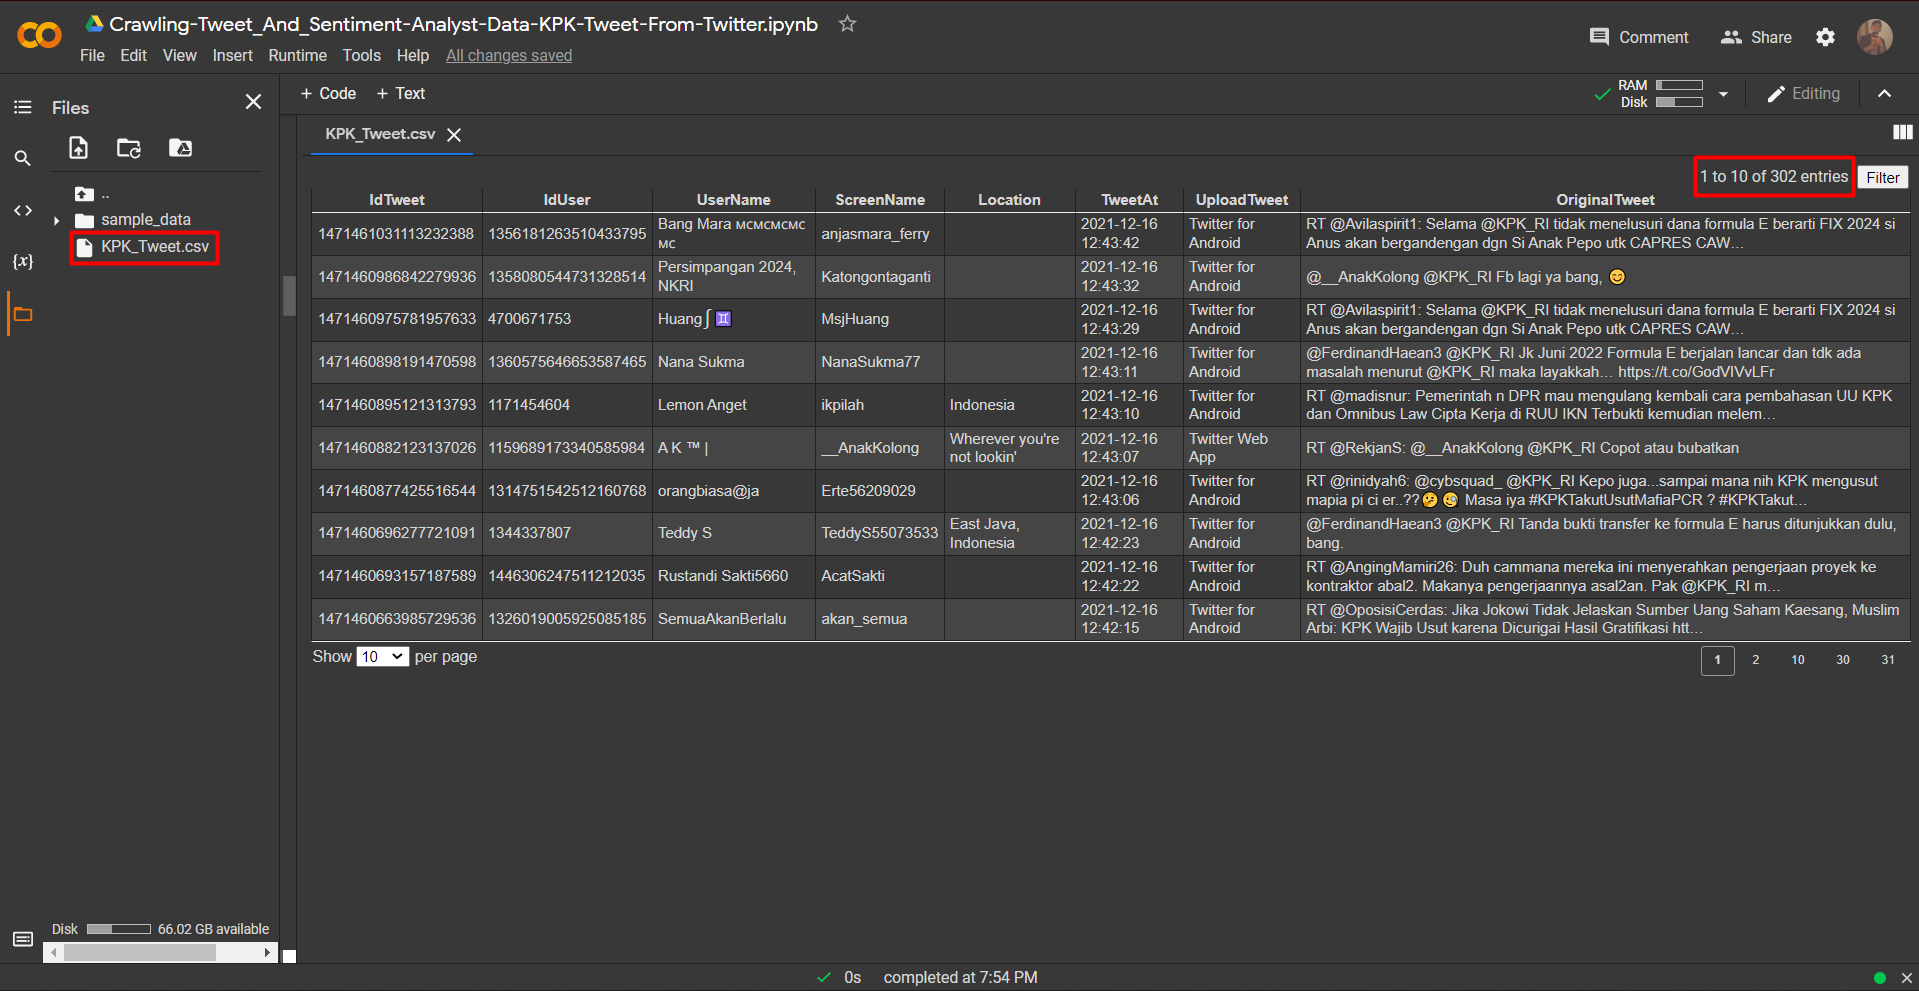 Crawling-Tweet_And_Sentiment-Analyst-Data-KPK-Tweet-From-Twitter.ipynb
File Edit View Insert Runtime Tools Help All changes saved
Comment Share
Files
+ Code + Text
RAM
Disk
Editing
KPK_Tweet.csv
..
sample_data
KPK_Tweet.csv
{x}
1 to 10 of 302 entries Filter
IdTweet IdUser UserName ScreenName Location TweetAt UploadTweet OriginalTweet
1471461031113232388 1356181263510433795 Bang Mara ᴍᴄᴍᴄᴍᴄᴍᴄ ᴍᴄ anjasmara_ferry 2021-12-16 12:43:42 Twitter for Android RT @Avilaspirit1: Selama @KPK_RI tidak menelusuri dana formula E berarti FIX 2024 si Anus akan bergandengan dgn Si Anak Pepo utk CAPRES CAW…
1471460986842279936 1358080544731328514 Persimpangan 2024, NKRI Katongontaganti 2021-12-16 12:43:32 Twitter for Android @__AnakKolong @KPK_RI Fb lagi ya bang, 😊
1471460975781957633 4700671753 Huang⌠♊ MsjHuang 2021-12-16 12:43:29 Twitter for Android RT @Avilaspirit1: Selama @KPK_RI tidak menelusuri dana formula E berarti FIX 2024 si Anus akan bergandengan dgn Si Anak Pepo utk CAPRES CAW…
1471460898191470598 1360575646653587465 Nana Sukma NanaSukma77 2021-12-16 12:43:11 Twitter for Android @FerdinandHaean3 @KPK_RI Jk Juni 2022 Formula E berjalan lancar dan tdk ada masalah menurut @KPK_RI maka layakkah… https://t.co/GodVIVvLFr
1471460895121313793 1171454604 Lemon Anget ikpilah Indonesia 2021-12-16 12:43:10 Twitter for Android RT @madisnur: Pemerintah n DPR mau mengulang kembali cara pembahasan UU KPK dan Omnibus Law Cipta Kerja di RUU IKN Terbukti kemudian melem…
1471460882123137026 1159689173340585984 A K ™ | __AnakKolong Wherever you're not lookin' 2021-12-16 12:43:07 Twitter Web App RT @RekjanS: @__AnakKolong @KPK_RI Copot atau bubatkan
1471460877425516544 1314751542512160768 orangbiasa@ja Erte56209029 2021-12-16 12:43:06 Twitter for Android RT @rinidyah6: @cybsquad_ @KPK_RI Kepo juga...sampai mana nih KPK mengusut mapia pi ci er..??🤔🧐 Masa iya #KPKTakutUsutMafiaPCR ? #KPKTakut…
1471460696277721091 1344337807 Teddy S TeddyS55073533 East Java, Indonesia 2021-12-16 12:42:23 Twitter for Android @FerdinandHaean3 @KPK_RI Tanda bukti transfer ke formula E harus ditunjukkan dulu, bang.
1471460693157187589 1446306247511212035 Rustandi Sakti5660 AcatSakti 2021-12-16 12:42:22 Twitter for Android RT @AngingMamiri26: Duh cammana mereka ini menyerahkan pengerjaan proyek ke kontraktor abal2. Makanya pengerjaannya asal2an. Pak @KPK_RI m…
1471460663985729536 1326019005925085185 SemuaAkanBerlalu akan_semua 2021-12-16 12:42:15 Twitter for Android RT @OposisiCerdas: Jika Jokowi Tidak Jelaskan Sumber Uang Saham Kaesang, Muslim Arbi: KPK Wajib Usut karena Dicurigai Hasil Gratifikasi htt…
Show 10 per page
1 2 10 30 31
Disk 66.02 GB available
0s completed at 7:54 PM